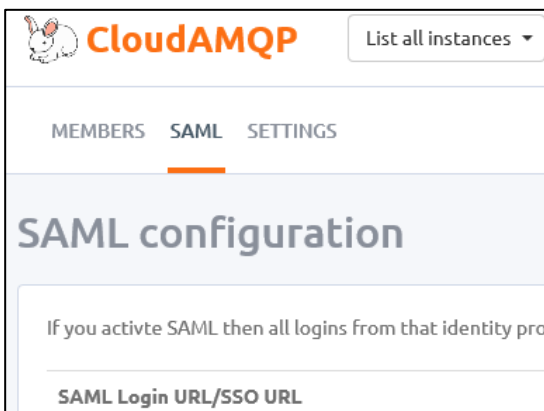 CloudAMQP List all instances
MEMBERS SAML SETTINGS
SAML configuration
If you activte SAML then all logins from that identity pro
SAML Login URL/SSO URL